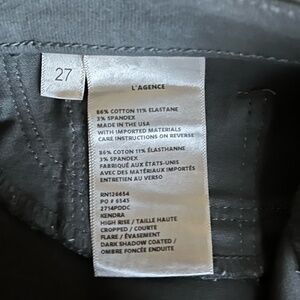 27
L'AGENCE
86% COTTON 11% ELASTANE
3% SPANDEX
MADE IN THE USA
WITH IMPORTED MATERIALS
CARE INSTRUCTIONS ON REVERSE
86% COTON 11% ÉLASTHANNE
3% SPANDEX
FABRIQUÉ AUX ÉTATS-UNIS
AVEC DES MATÉRIAUX IMPORTÉS
ENTRETIEN AU VERSO
RN126654
PO # 6545
2714PDDC
KENDRA
HIGH RISE / TAILLE HAUTE
CROPPED / COURTE
FLARE / ÉVASEMENT
DARK SHADOW COATED /
OMBRE FONCÉE ENDUITE